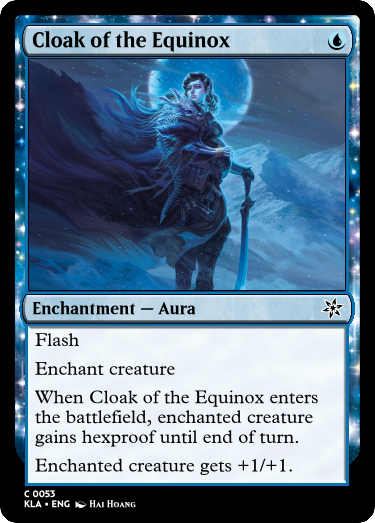 Cloak of the Equinox
Enchantment — Aura
Flash
Enchant creature
When Cloak of the Equinox enters
the battlefield, enchanted creature
gains hexproof until end of turn.
Enchanted creature gets +1/+1.
C 0053
KLA • ENG Hai Hoang